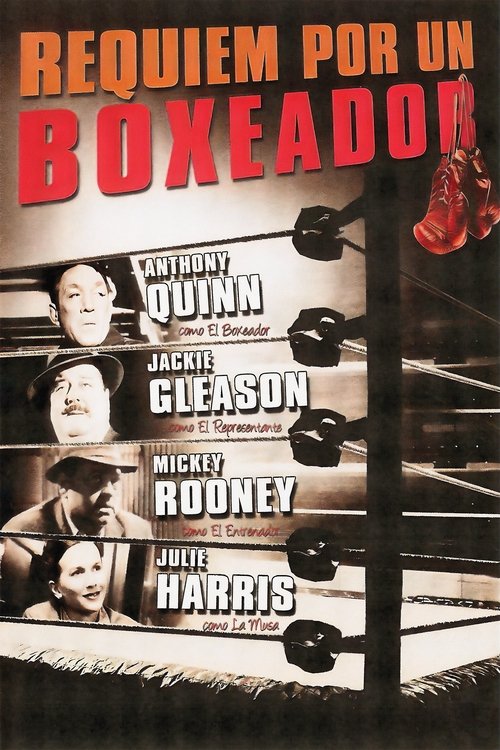 REQUIEM POR UN
BOXEADOR
ANTHONY
QUINN
como El Boxeador
JACKIE
GLEASON
como El Representante
MICKEY
ROONEY
como El Entrenador
JULIE
HARRIS
como La Musa